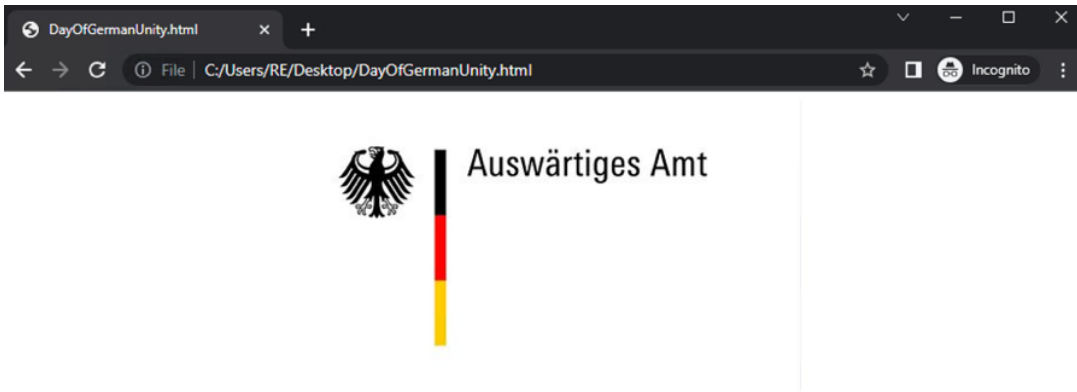 DayOfGermanUnity.html
File | C:/Users/RE/Desktop/DayOfGermanUnity.html
Incognito
Auswärtiges Amt